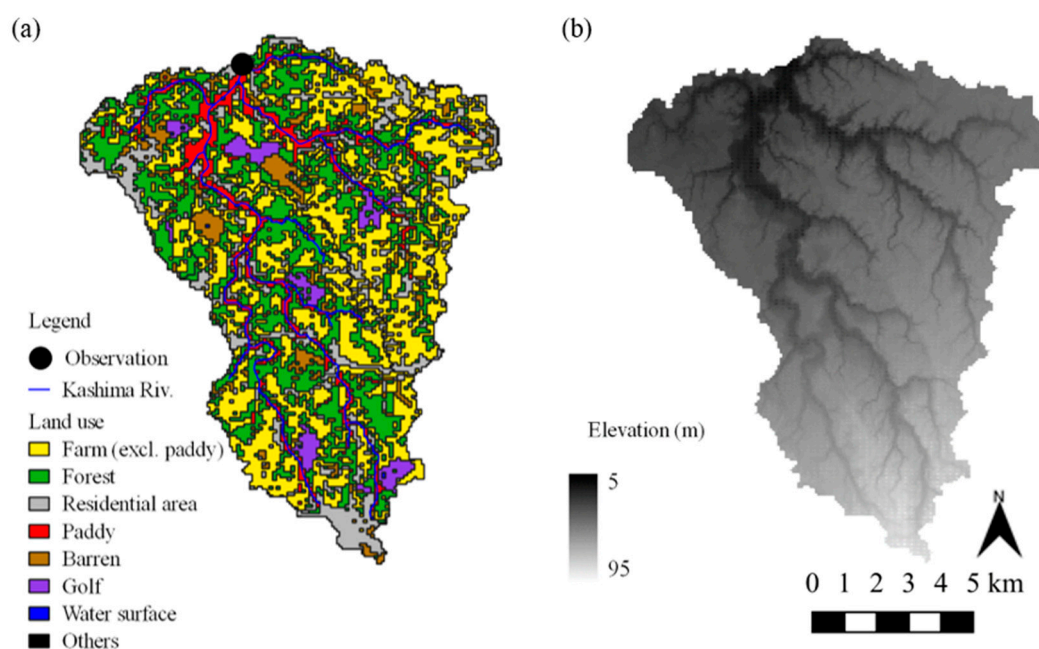 (a)
(b)
Legend
Observation
Kashima Riv.
Land use
Farm (excl. paddy)
Forest
Residential area
Paddy
Barren
Golf
Water surface
Others
Elevation (m)
5
95
N
0 1 2 3 4 5 km